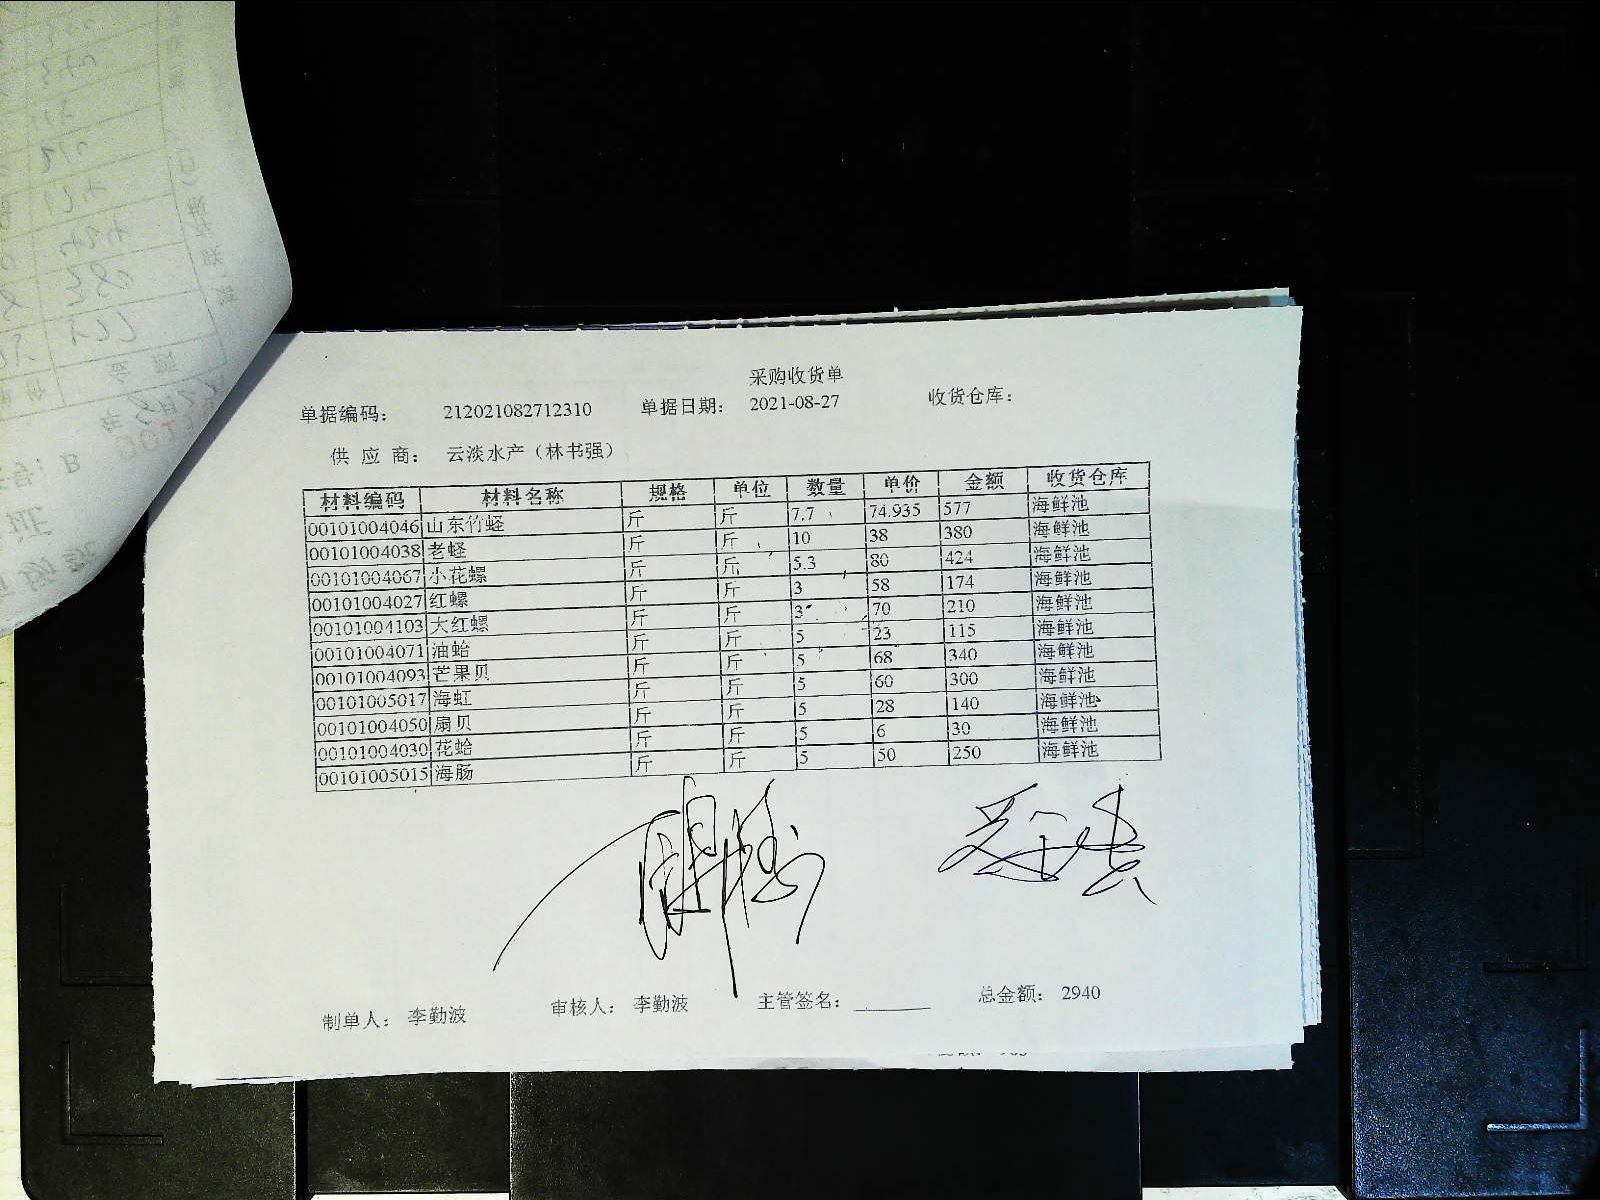 采购收货单
单据编码： 212021082712310 单据日期： 2021-08-27 收货仓库：
供 应 商： 云淡水产（林书强）
材料编码 材料名称 规格 单位 数量 单价 金额 收货仓库
00101004046 山东竹蛏 斤 斤 7.7 74.935 577 海鲜池
00101004038 老蛏 斤 斤 10 38 380 海鲜池
00101004067 小花螺 斤 斤 5.3 80 424 海鲜池
00101004027 红螺 斤 斤 3 58 174 海鲜池
00101004103 大红螺 斤 斤 3 70 210 海鲜池
00101004071 油蛤 斤 斤 5 23 115 海鲜池
00101004093 芒果贝 斤 斤 5 68 340 海鲜池
00101005017 海虹 斤 斤 5 60 300 海鲜池
00101004050 扇贝 斤 斤 5 28 140 海鲜池
00101004030 花蛤 斤 斤 5 6 30 海鲜池
00101005015 海肠 斤 斤 5 50 250 海鲜池
制单人： 李勤波 审核人： 李勤波 主管签名： 总金额： 2940